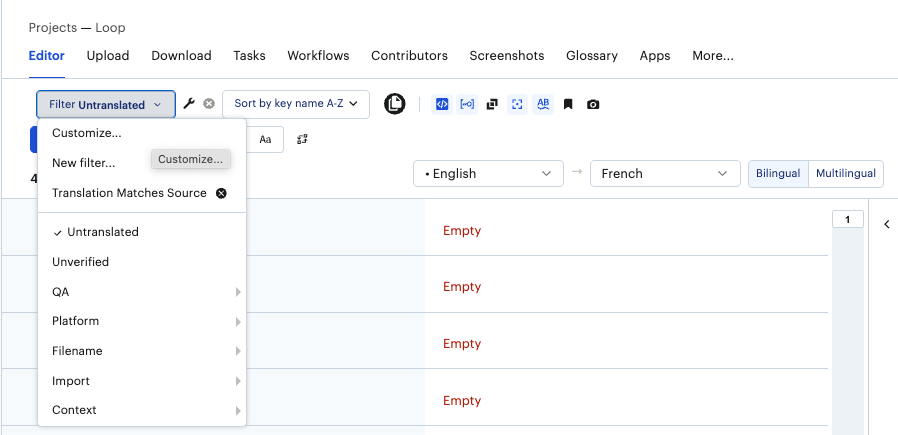 Projects — Loop
Editor Upload Download Tasks Workflows Contributors Screenshots Glossary Apps More...
Filter Untranslated Sort by key name A-Z
Customize...
Aa
New filter... Customize...
4
• English → French Bilingual Multilingual
Translation Matches Source
1
Untranslated Empty
Unverified
QA Empty
Platform
Filename Empty
Import
Context Empty